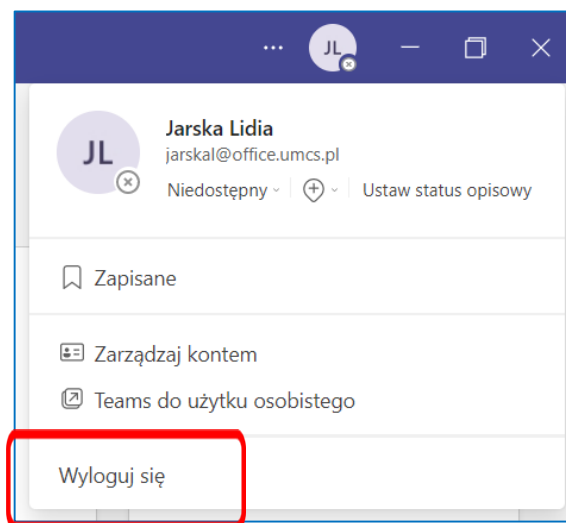 JL
Jarska Lidia
JL
jarskal@office.umcs.pl
Niedostępny Ustaw status opisowy
Zapisane
Zarządzaj kontem
Teams do użytku osobistego
Wyloguj się